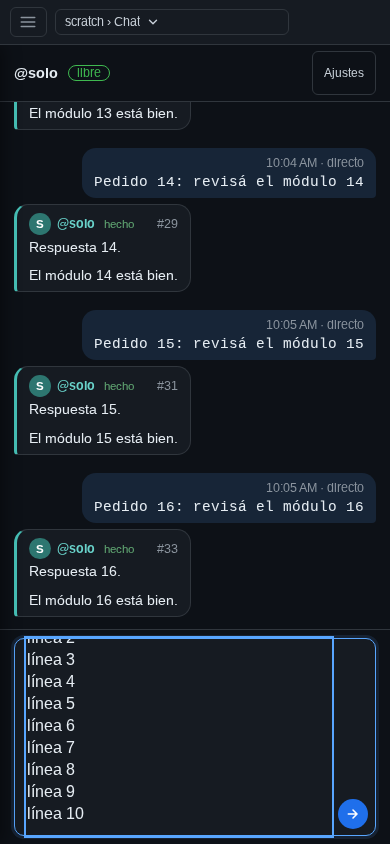 scratch › Chat
@solo libre
Ajustes
El módulo 13 está bien.
10:04 AM · directo
Pedido 14: revisá el módulo 14
S @solo hecho #29
Respuesta 14.
El módulo 14 está bien.
10:05 AM · directo
Pedido 15: revisá el módulo 15
S @solo hecho #31
Respuesta 15.
El módulo 15 está bien.
10:05 AM · directo
Pedido 16: revisá el módulo 16
S @solo hecho #33
Respuesta 16.
El módulo 16 está bien.
línea 2
línea 3
línea 4
línea 5
línea 6
línea 7
línea 8
línea 9
línea 10